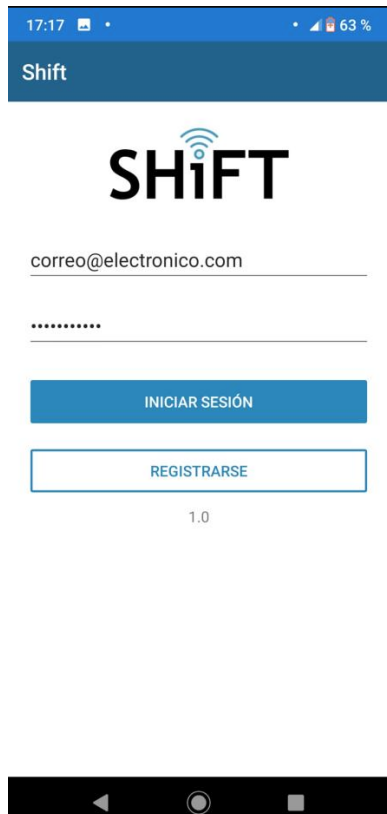 17:17 63 %
Shift
SHiFT
correo@electronico.com
•••••••••••
INICIAR SESIÓN
REGISTRARSE
1.0